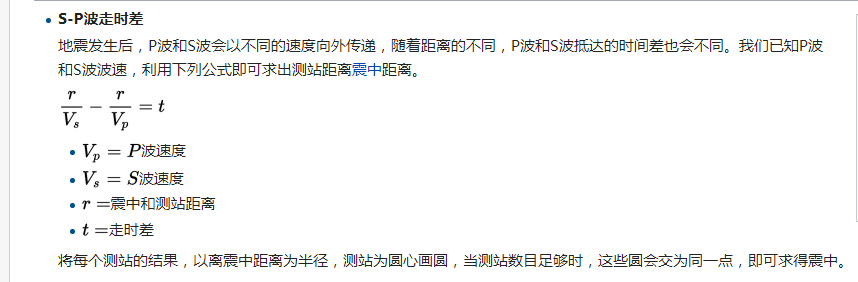 S-P波走时差
地震发生后，P波和S波会以不同的速度向外传递，随着距离的不同，P波和S波抵达的时间差也会不同。我们已知P波
和S波波速，利用下列公式即可求出测站距离震中距离。
r/V_s − r/V_p = t
V_p = P波速度
V_s = S波速度
r =震中和测站距离
t =走时差
将每个测站的结果，以离震中距离为半径，测站为圆心画圆，当测站数目足够时，这些圆会交为同一点，即可求得震中。